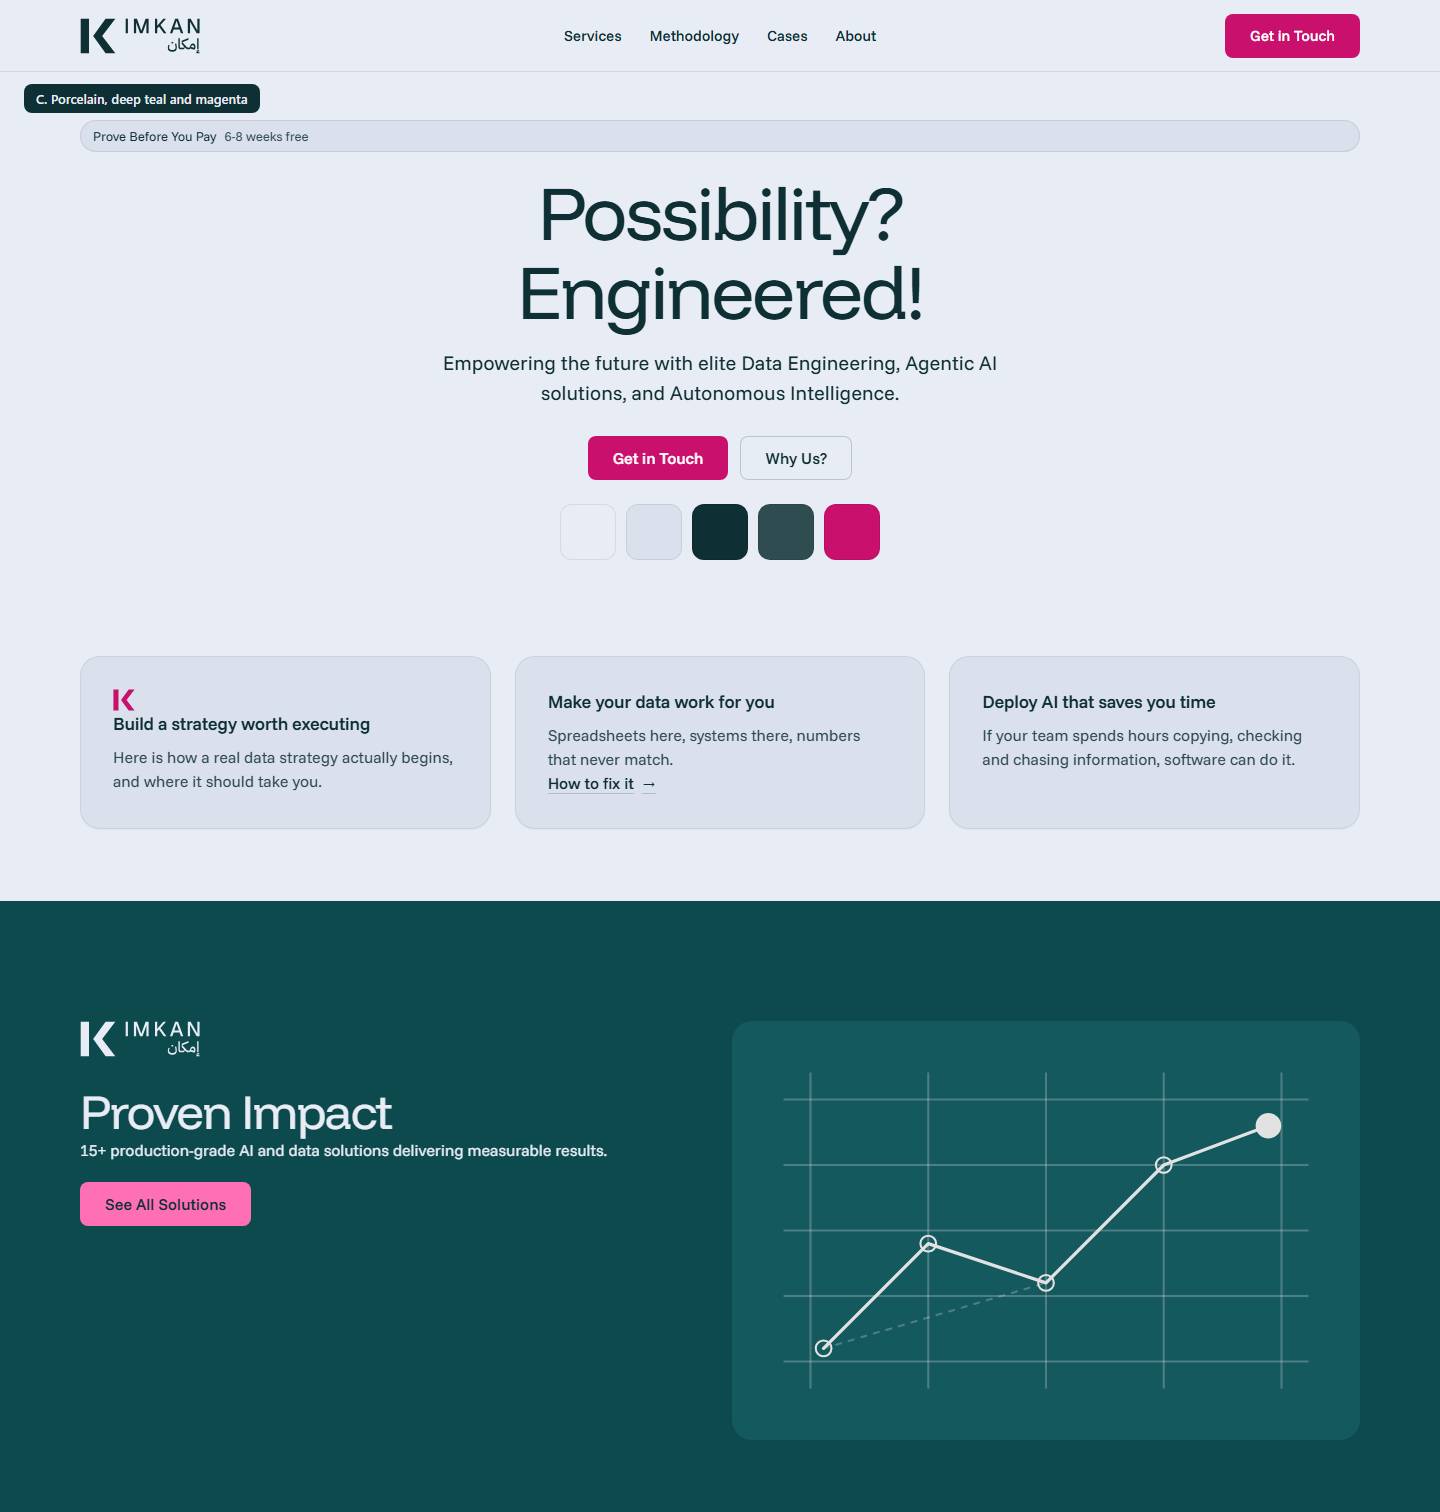 IMKAN
إمكان
Services
Methodology
Cases
About
Get in Touch
C. Porcelain, deep teal and magenta
Prove Before You Pay 6-8 weeks free
Possibility?
Engineered!
Empowering the future with elite Data Engineering, Agentic AI
solutions, and Autonomous Intelligence.
Get in Touch
Why Us?
Build a strategy worth executing
Here is how a real data strategy actually begins,
and where it should take you.
Make your data work for you
Spreadsheets here, systems there, numbers
that never match.
How to fix it →
Deploy AI that saves you time
If your team spends hours copying, checking
and chasing information, software can do it.
IMKAN
إمكان
Proven Impact
15+ production-grade AI and data solutions delivering measurable results.
See All Solutions